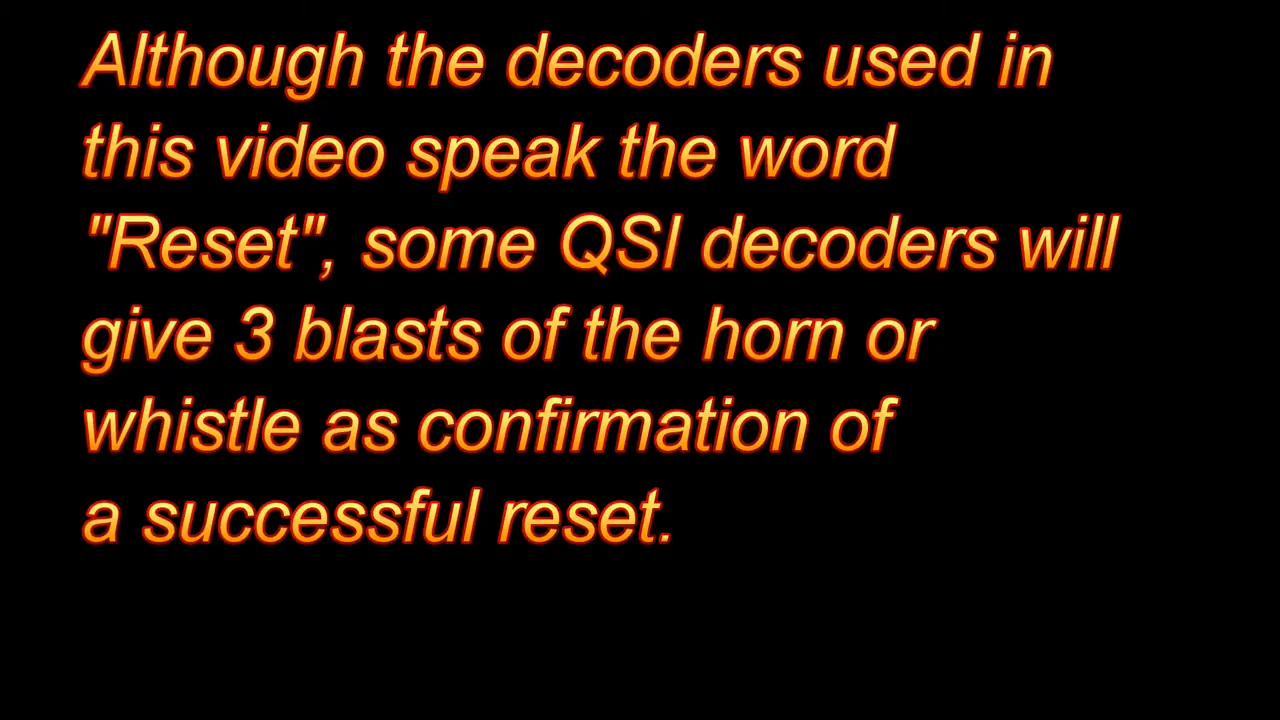 Although the decoders used in
this video speak the word
"Reset", some QSI decoders will
give 3 blasts of the horn or
whistle as confirmation of
a successful reset.